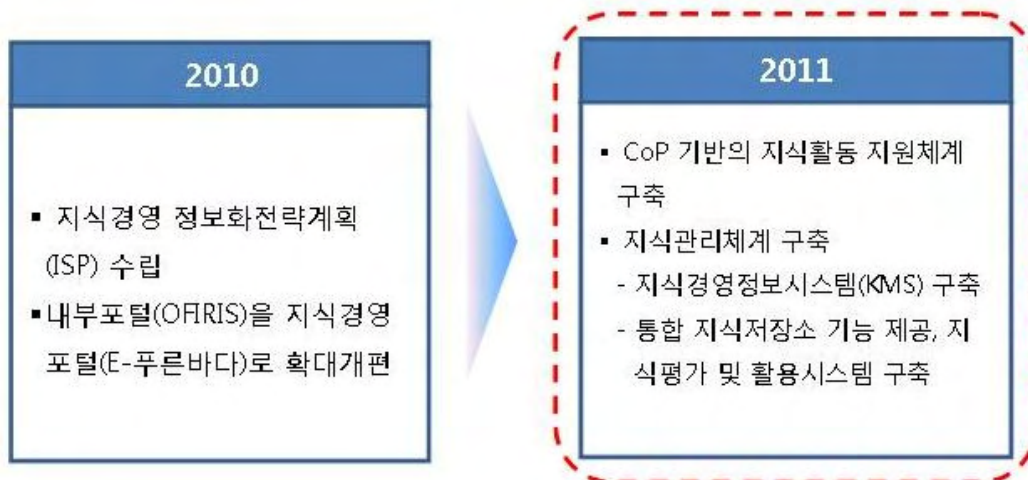 2010
▪ 지식경영 정보화전략계획
(ISP) 수립
▪내부포털(OFIRIS)을 지식경영
포털(E-푸른바다)로 확대개편
2011
▪ CoP 기반의 지식활동 지원체계
구축
▪ 지식관리체계 구축
- 지식경영정보시스템(KMS) 구축
- 통합 지식저장소 기능 제공, 지
식평가 및 활용시스템 구축